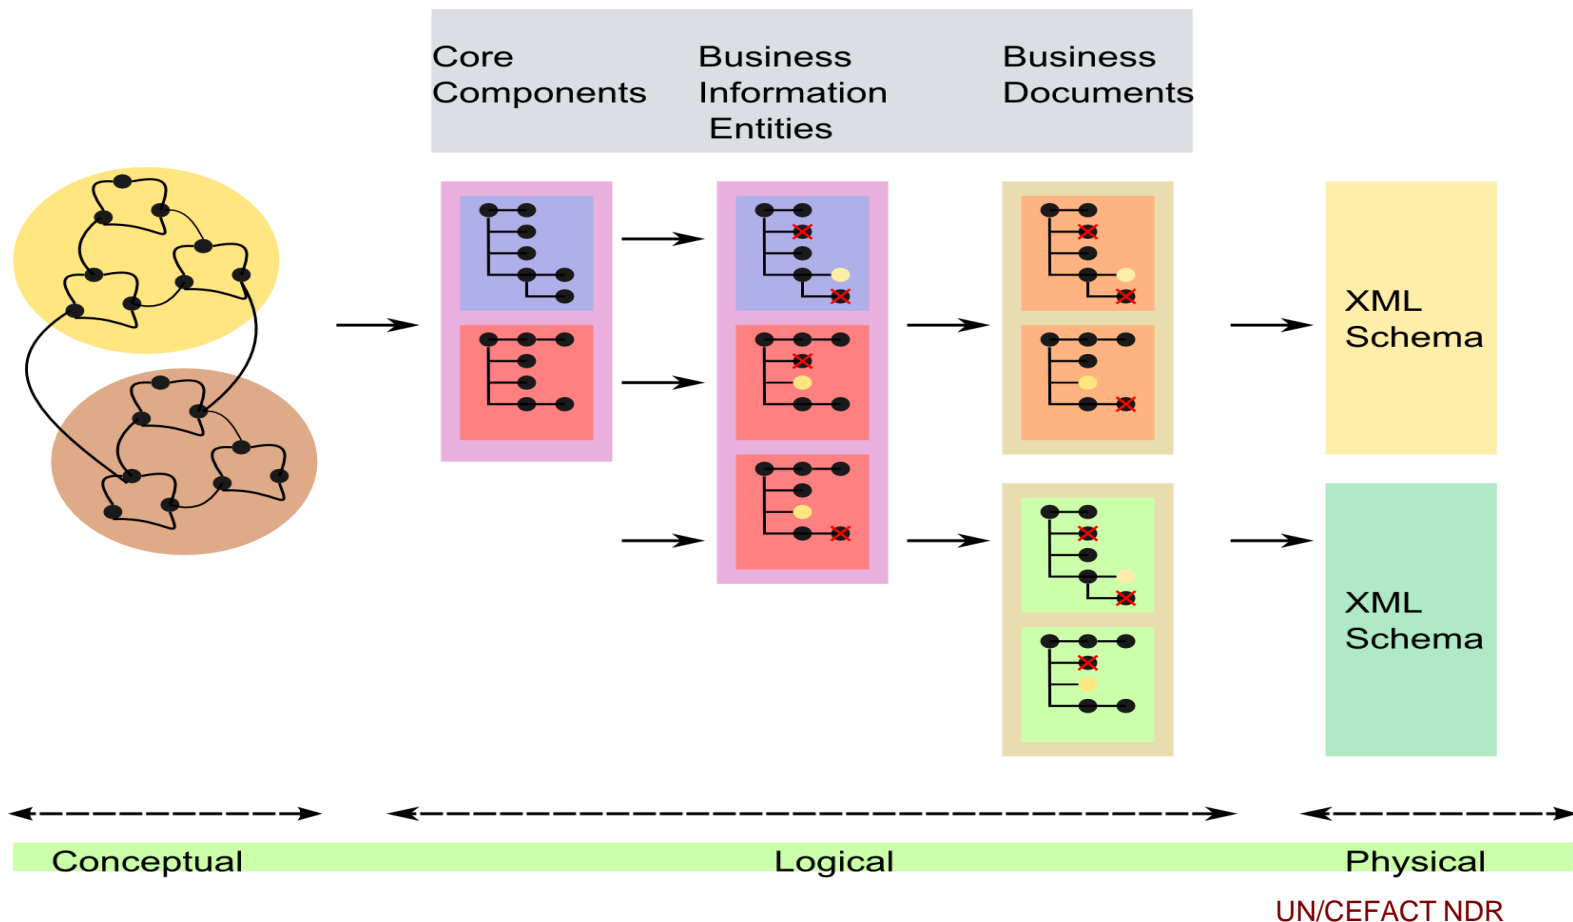 Core
Components
Business
Information
Entities
Business
Documents
XML
Schema
XML
Schema
Conceptual
Logical
Physical
UN/CEFACT NDR